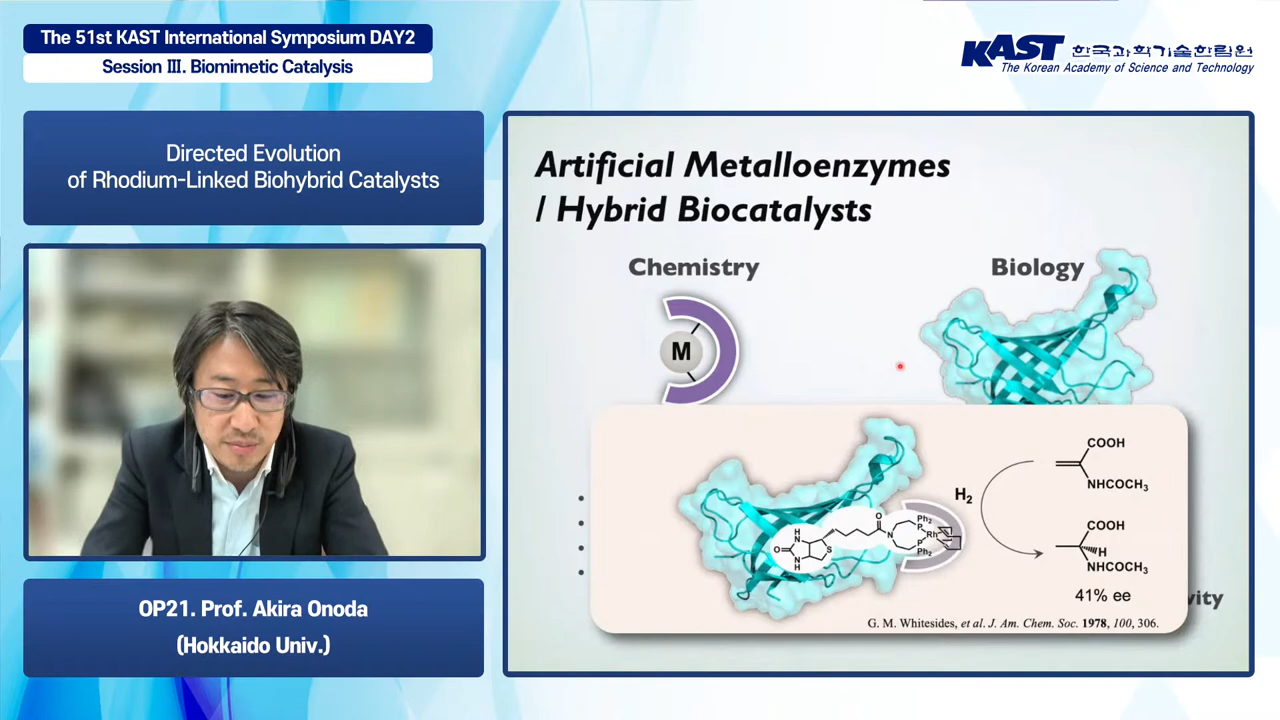 The 51st KAST International Symposium DAY2
Session Ⅲ. Biomimetic Catalysis
KAST 한국과학기술한림원
The Korean Academy of Science and Technology
Directed Evolution
of Rhodium-Linked Biohybrid Catalysts
OP21. Prof. Akira Onoda
(Hokkaido Univ.)
Artificial Metalloenzymes
/ Hybrid Biocatalysts
Chemistry
Biology
M
H2
COOH
NHCOCH3
COOH
H
NHCOCH3
41% ee
O
H
N
N
H
S
O
N
Ph2
P
Rh
P
Ph2
vity
G. M. Whitesides, et al. J. Am. Chem. Soc. 1978, 100, 306.